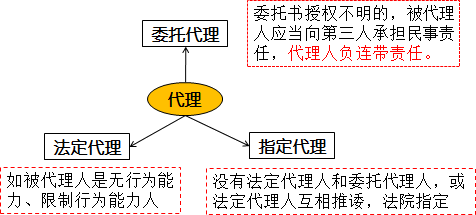 委托书授权不明的，被代理
人应当向第三人承担民事责
任，代理人负连带责任。
委托代理
代理
法定代理
指定代理
如被代理人是无行为能
力、限制行为能力人
没有法定代理人和委托代理人，或
法定代理人互相推诿，法院指定